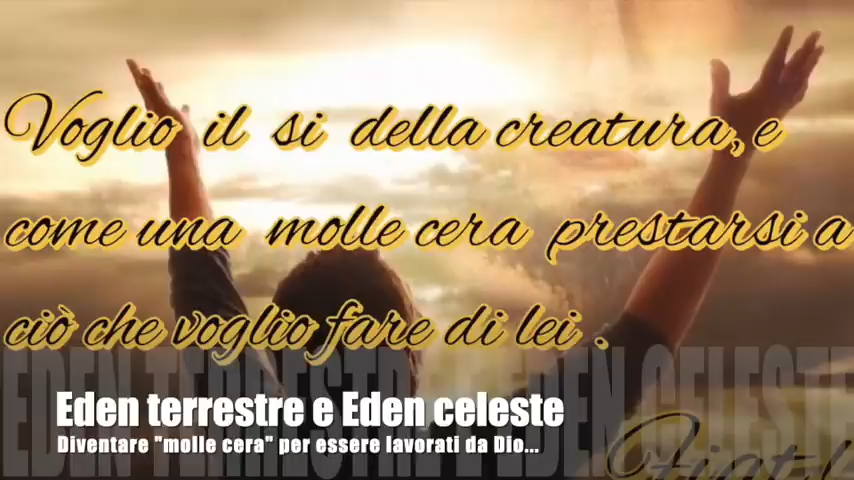 Voglio il si della creatura, e
come una molle cera prestarsi a
ciò che voglio fare di lei .
EDEN TERRESTRE E EDEN CELESTE
Eden terrestre e Eden celeste
Diventare "molle cera" per essere lavorati da Dio...
Fiat